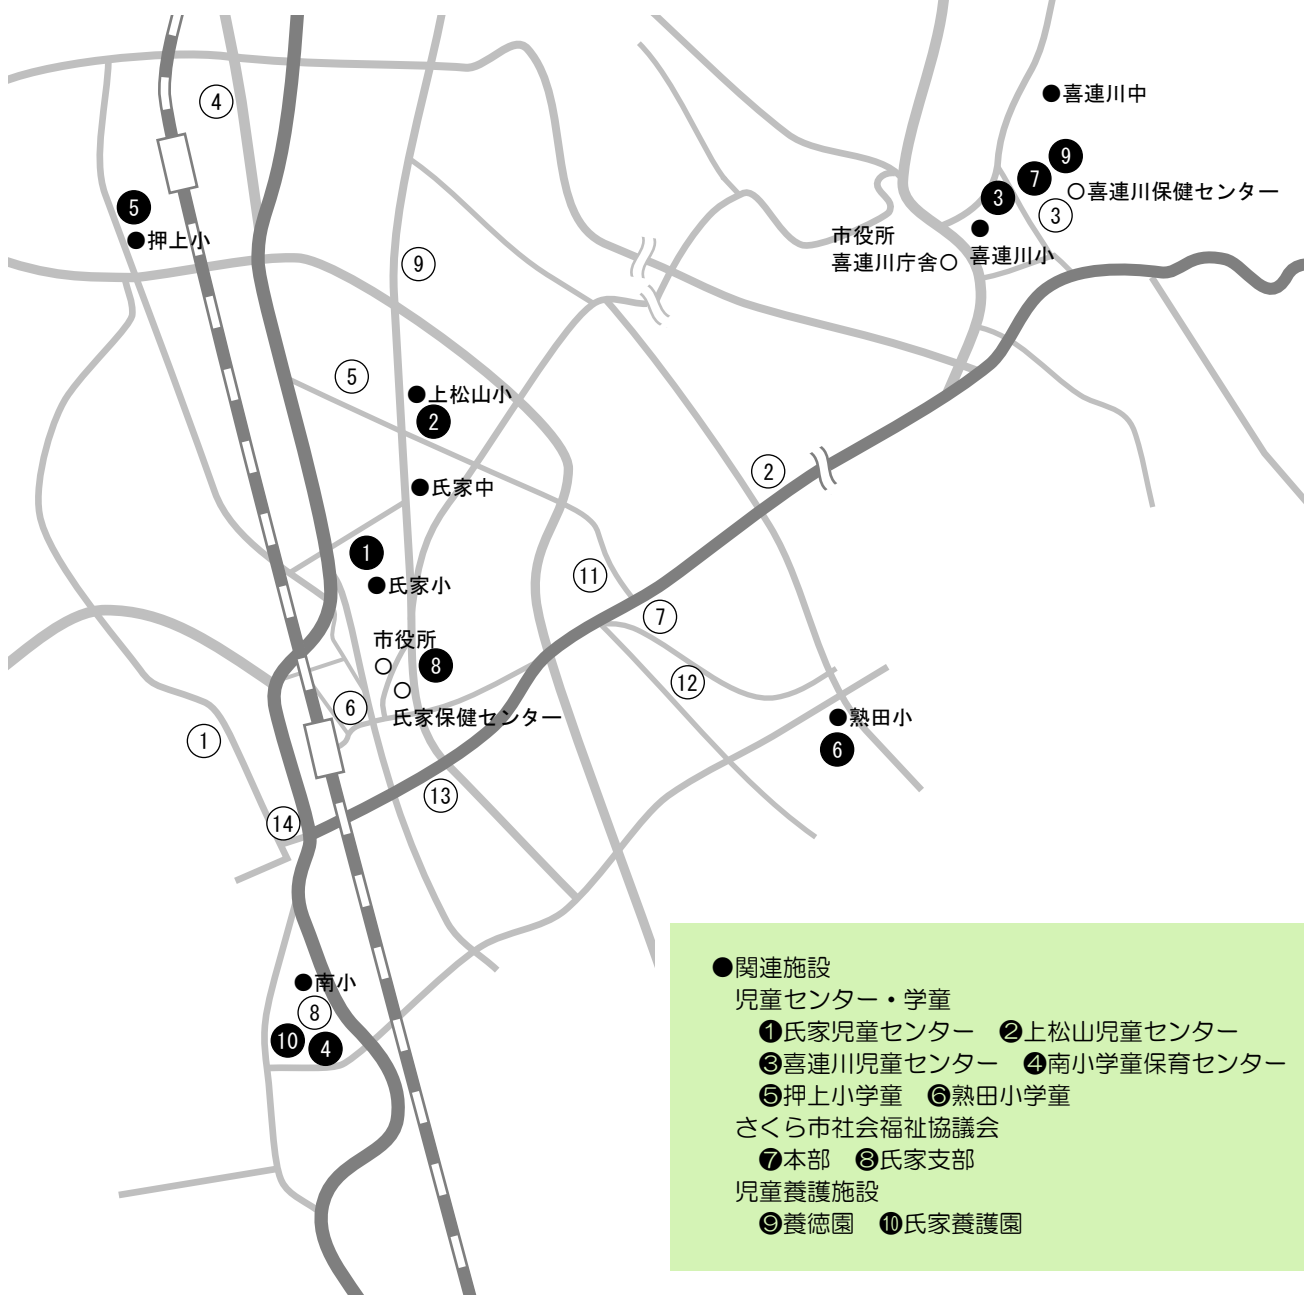 喜連川中
④
❾
❼
喜連川保健センター
❺
❸
③
押上小
市役所
喜連川小
喜連川庁舎
⑨
⑤
上松山小
❷
②
氏家中
❶
⑪
氏家小
⑦
市役所
❽
⑫
⑥
氏家保健センター
熟田小
①
❻
⑬
⑭
南小
⑧
❿
❹
●関連施設
児童センター・学童
❶氏家児童センター ❷上松山児童センター
❸喜連川児童センター ❹南小学童保育センター
❺押上小学童 ❻熟田小学童
さくら市社会福祉協議会
❼本部 ❽氏家支部
児童養護施設
❾養徳園 ❿氏家養護園